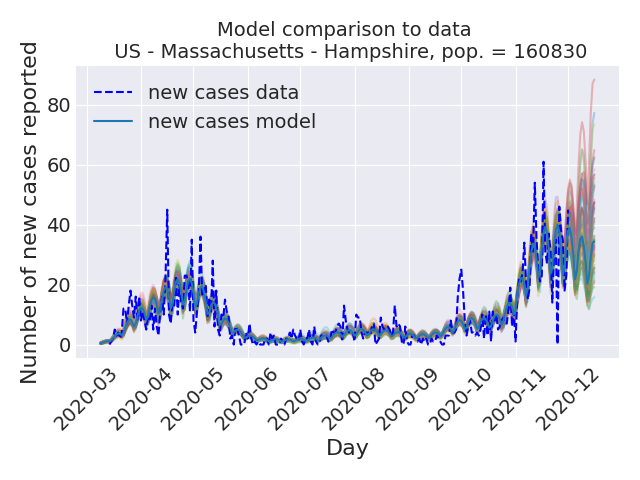 Model comparison to data
US - Massachusetts - Hampshire, pop. = 160830
Number of new cases reported
80
60
40
20
0
new cases data
new cases model
2020-03
2020-04
2020-05
2020-06
2020-07
2020-08
2020-09
2020-10
2020-11
2020-12
Day